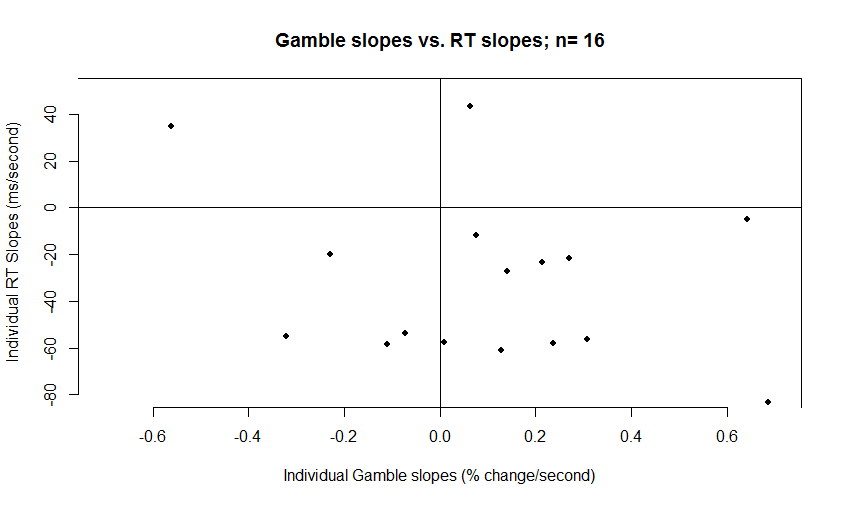 Gamble slopes vs. RT slopes; n= 16
Individual RT Slopes (ms/second)
40
20
0
-20
-40
-60
-80
-0.6 -0.4 -0.2 0.0 0.2 0.4 0.6
Individual Gamble slopes (% change/second)